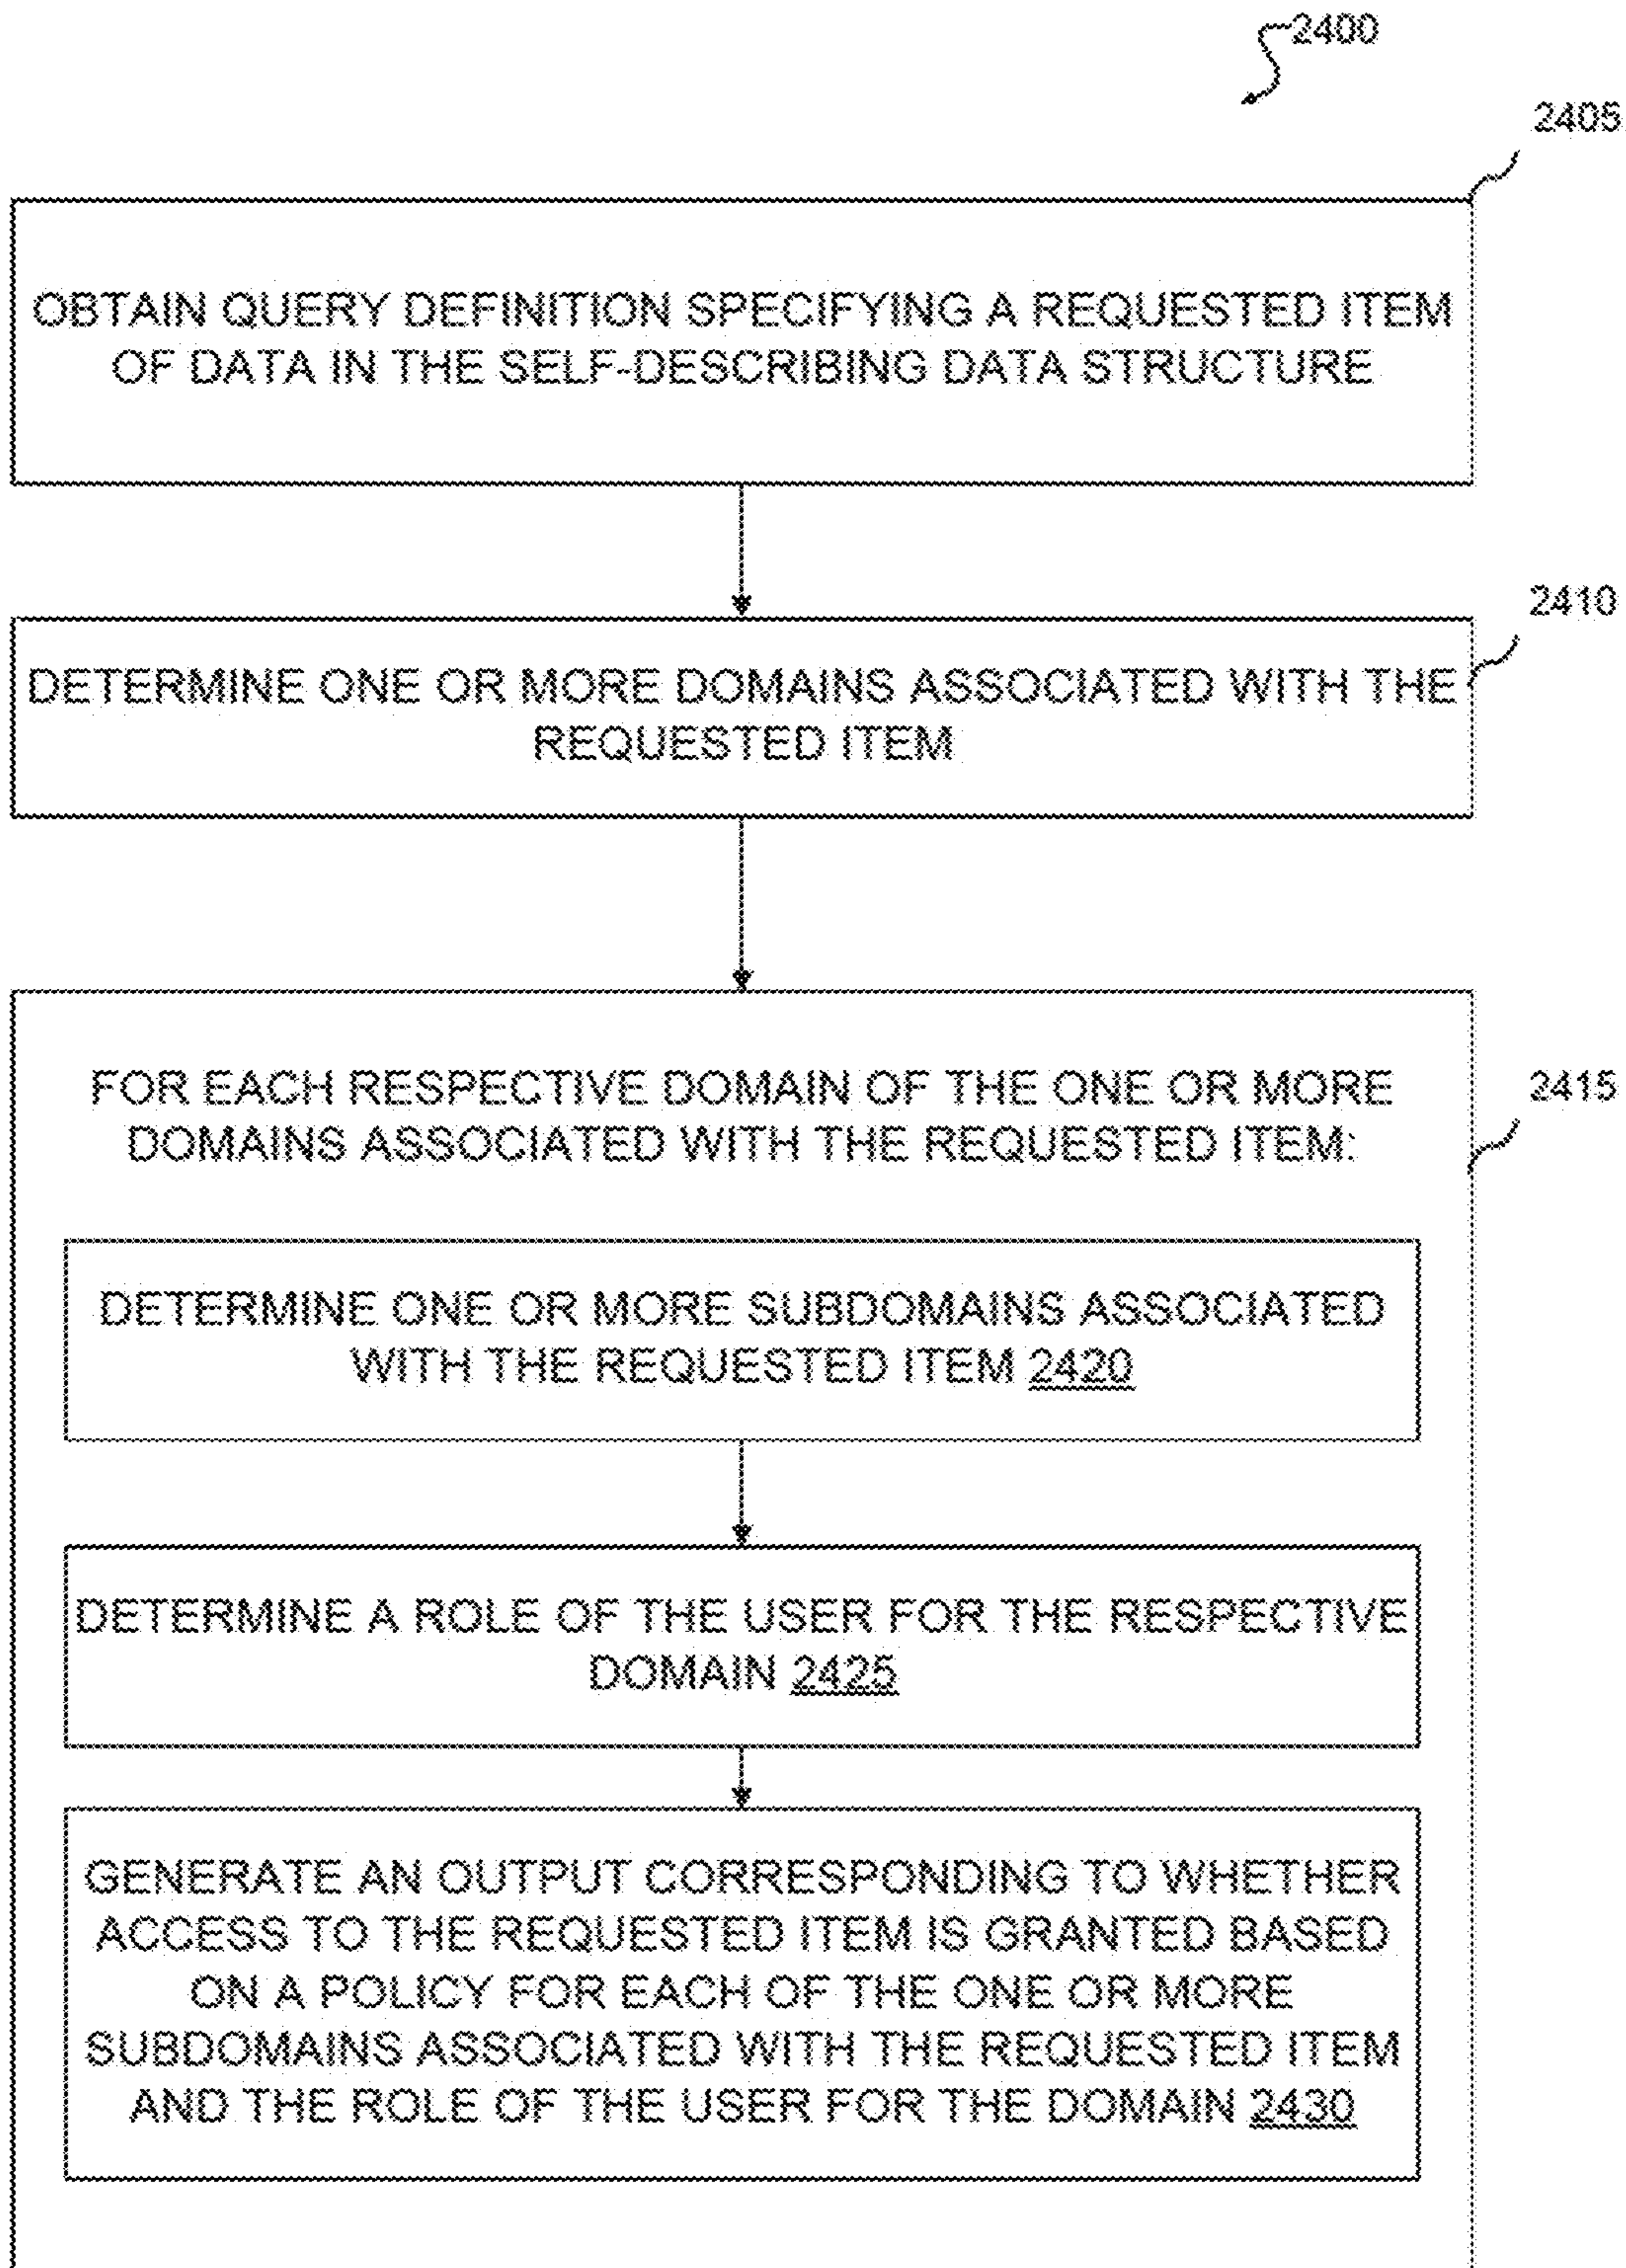 2400
2405
OBTAIN QUERY DEFINITION SPECIFYING A REQUESTED ITEM
OF DATA IN THE SELF-DESCRIBING DATA STRUCTURE
2410
DETERMINE ONE OR MORE DOMAINS ASSOCIATED WITH THE
REQUESTED ITEM
FOR EACH RESPECTIVE DOMAIN OF THE ONE OR MORE
DOMAINS ASSOCIATED WITH THE REQUESTED ITEM:
2415
DETERMINE ONE OR MORE SUBDOMAINS ASSOCIATED
WITH THE REQUESTED ITEM 2420
DETERMINE A ROLE OF THE USER FOR THE RESPECTIVE
DOMAIN 2425
GENERATE AN OUTPUT CORRESPONDING TO WHETHER
ACCESS TO THE REQUESTED ITEM IS GRANTED BASED
ON A POLICY FOR EACH OF THE ONE OR MORE
SUBDOMAINS ASSOCIATED WITH THE REQUESTED ITEM
AND THE ROLE OF THE USER FOR THE DOMAIN 2430